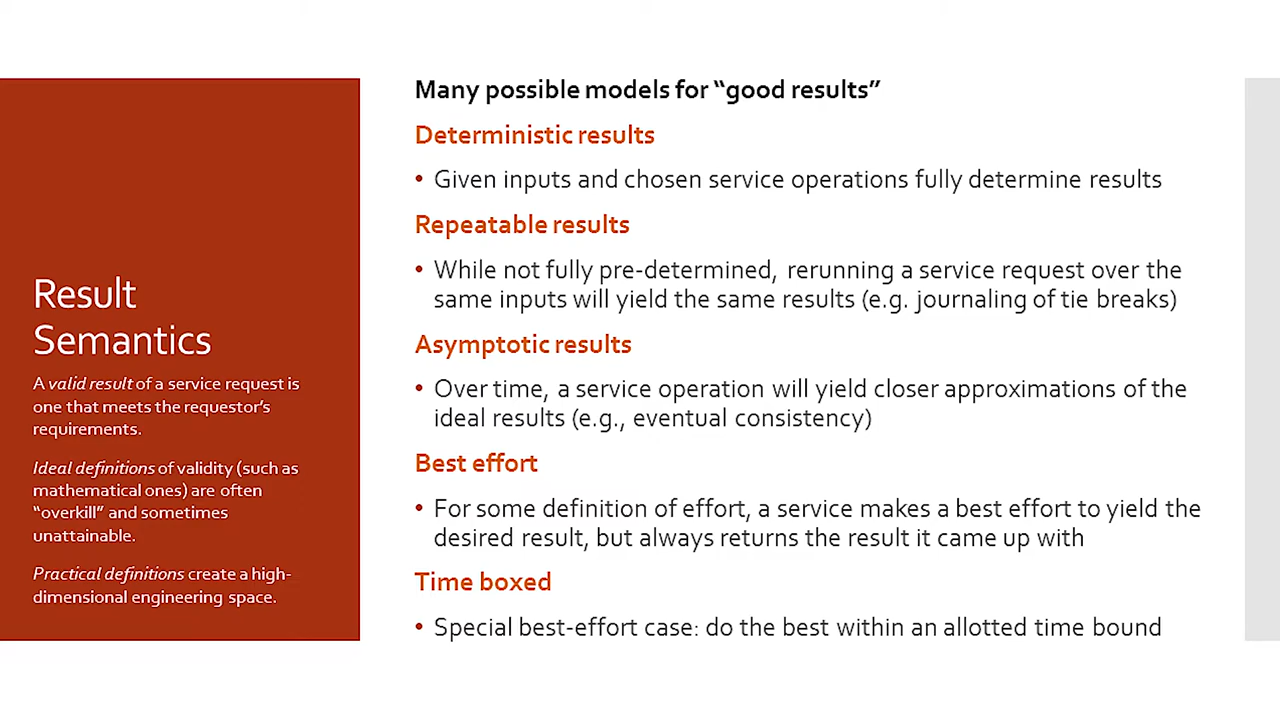 Result
Semantics
A valid result of a service request is
one that meets the requestor's
requirements.
Ideal definitions of validity (such as
mathematical ones) are often
“overkill” and sometimes
unattainable.
Practical definitions create a high-
dimensional engineering space.
Many possible models for “good results”
Deterministic results
• Given inputs and chosen service operations fully determine results
Repeatable results
• While not fully pre-determined, rerunning a service request over the
same inputs will yield the same results (e.g. journaling of tie breaks)
Asymptotic results
• Over time, a service operation will yield closer approximations of the
ideal results (e.g., eventual consistency)
Best effort
• For some definition of effort, a service makes a best effort to yield the
desired result, but always returns the result it came up with
Time boxed
• Special best-effort case: do the best within an allotted time bound